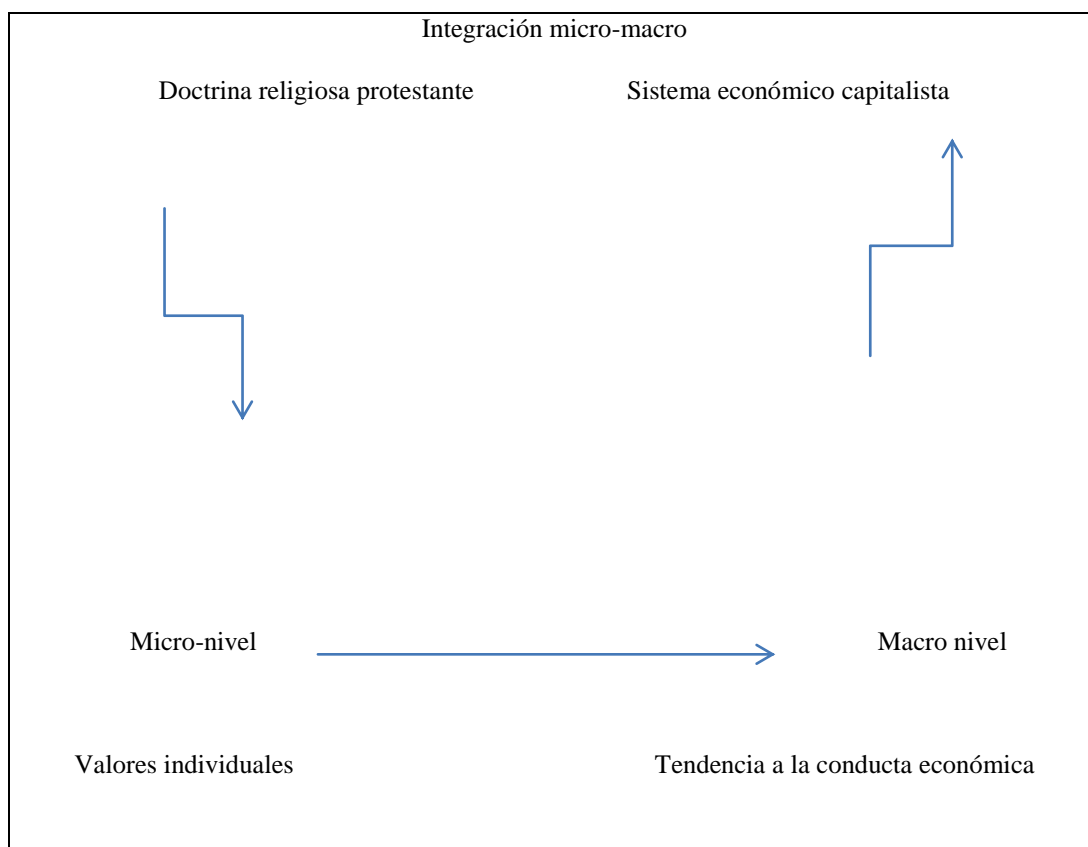 Integración micro-macro
Doctrina religiosa protestante Sistema económico capitalista
Micro-nivel Macro nivel
Valores individuales Tendencia a la conducta económica